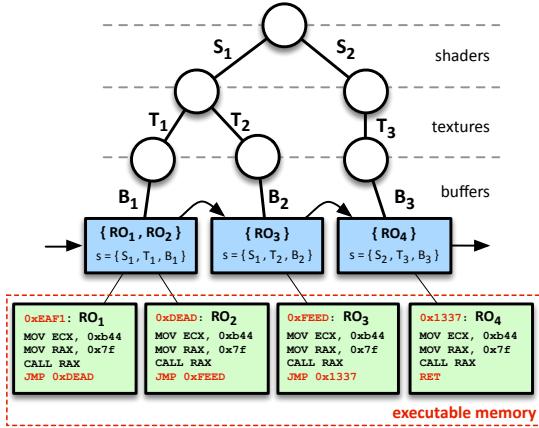 S1 S2
shaders
T1 T2 T3
textures
B1 B2 B3
buffers
{ RO1 , RO2 }
s = { S1 , T1 , B1 }
{ RO3 }
s = { S1 , T2 , B2 }
{ RO4 }
s = { S2 , T3 , B3 }
0xEAF1: RO1
MOV ECX, 0xb44
MOV RAX, 0x7f
CALL RAX
JMP 0xDEAD
0xDEAD: RO2
MOV ECX, 0xb44
MOV RAX, 0x7f
CALL RAX
JMP 0xFEED
0xFEED: RO3
MOV ECX, 0xb44
MOV RAX, 0x7f
CALL RAX
JMP 0x1337
0x1337: RO4
MOV ECX, 0xb44
MOV RAX, 0x7f
CALL RAX
RET
executable memory